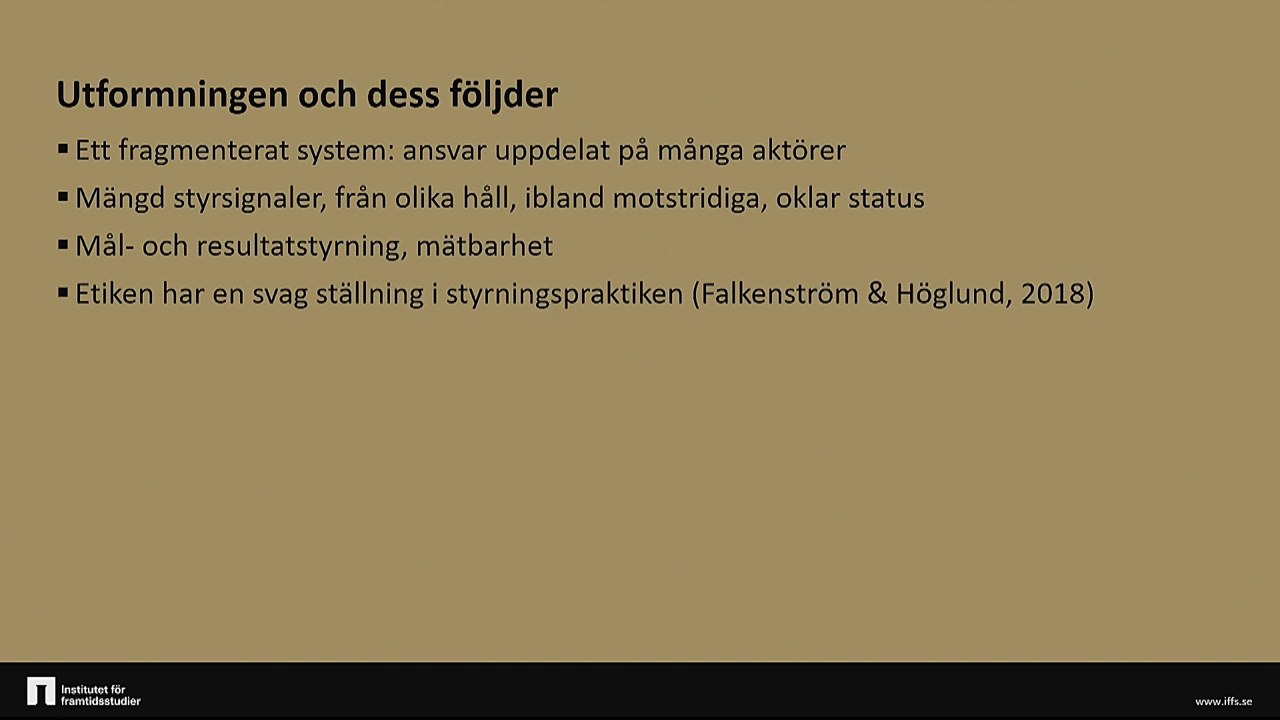 Utformningen och dess följder
▪ Ett fragmenterat system: ansvar uppdelat på många aktörer
▪ Mängd styrsignaler, från olika håll, ibland motstridiga, oklar status
▪ Mål- och resultatstyrning, mätbarhet
▪ Etiken har en svag ställning i styrningspraktiken (Falkenström & Höglund, 2018)
Institutet för
framtidsstudier
www.iffs.se